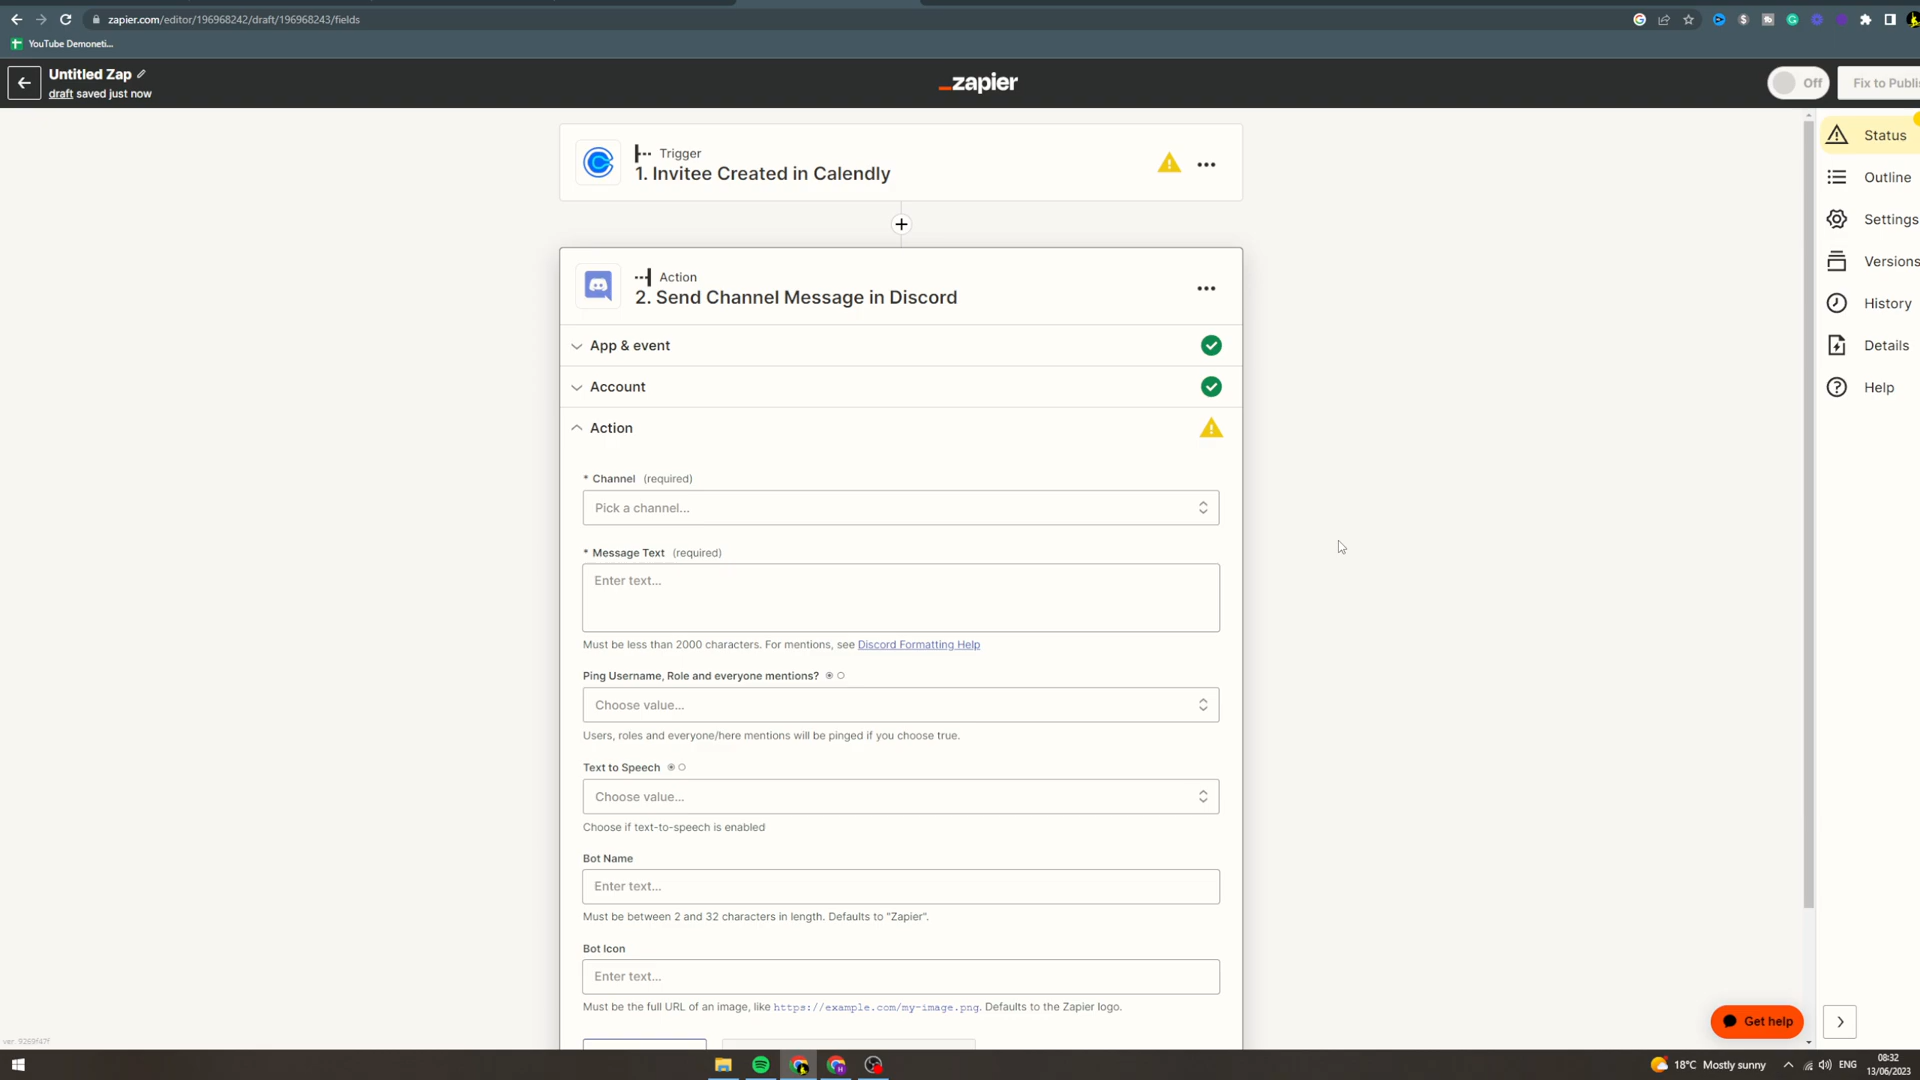 zapier.com/editor/196968242/draft/196968243/fields
YouTube Demoneti...
Untitled Zap
draft saved just now
_zapier
Off
Fix to Publis
Trigger
1. Invitee Created in Calendly
Status
Outline
Settings
Versions
History
Details
Help
Action
2. Send Channel Message in Discord
App & event
Account
Action
* Channel (required)
Pick a channel...
* Message Text (required)
Enter text...
Must be less than 2000 characters. For mentions, see Discord Formatting Help
Ping Username, Role and everyone mentions?
Choose value...
Users, roles and everyone/here mentions will be pinged if you choose true.
Text to Speech
Choose value...
Choose if text-to-speech is enabled
Bot Name
Enter text...
Must be between 2 and 32 characters in length. Defaults to "Zapier".
Bot Icon
Enter text...
Must be the full URL of an image, like https://example.com/my-image.png. Defaults to the Zapier logo.
Get help
ver. 9269f47f
18°C Mostly sunny
ENG
08:32
13/06/2023